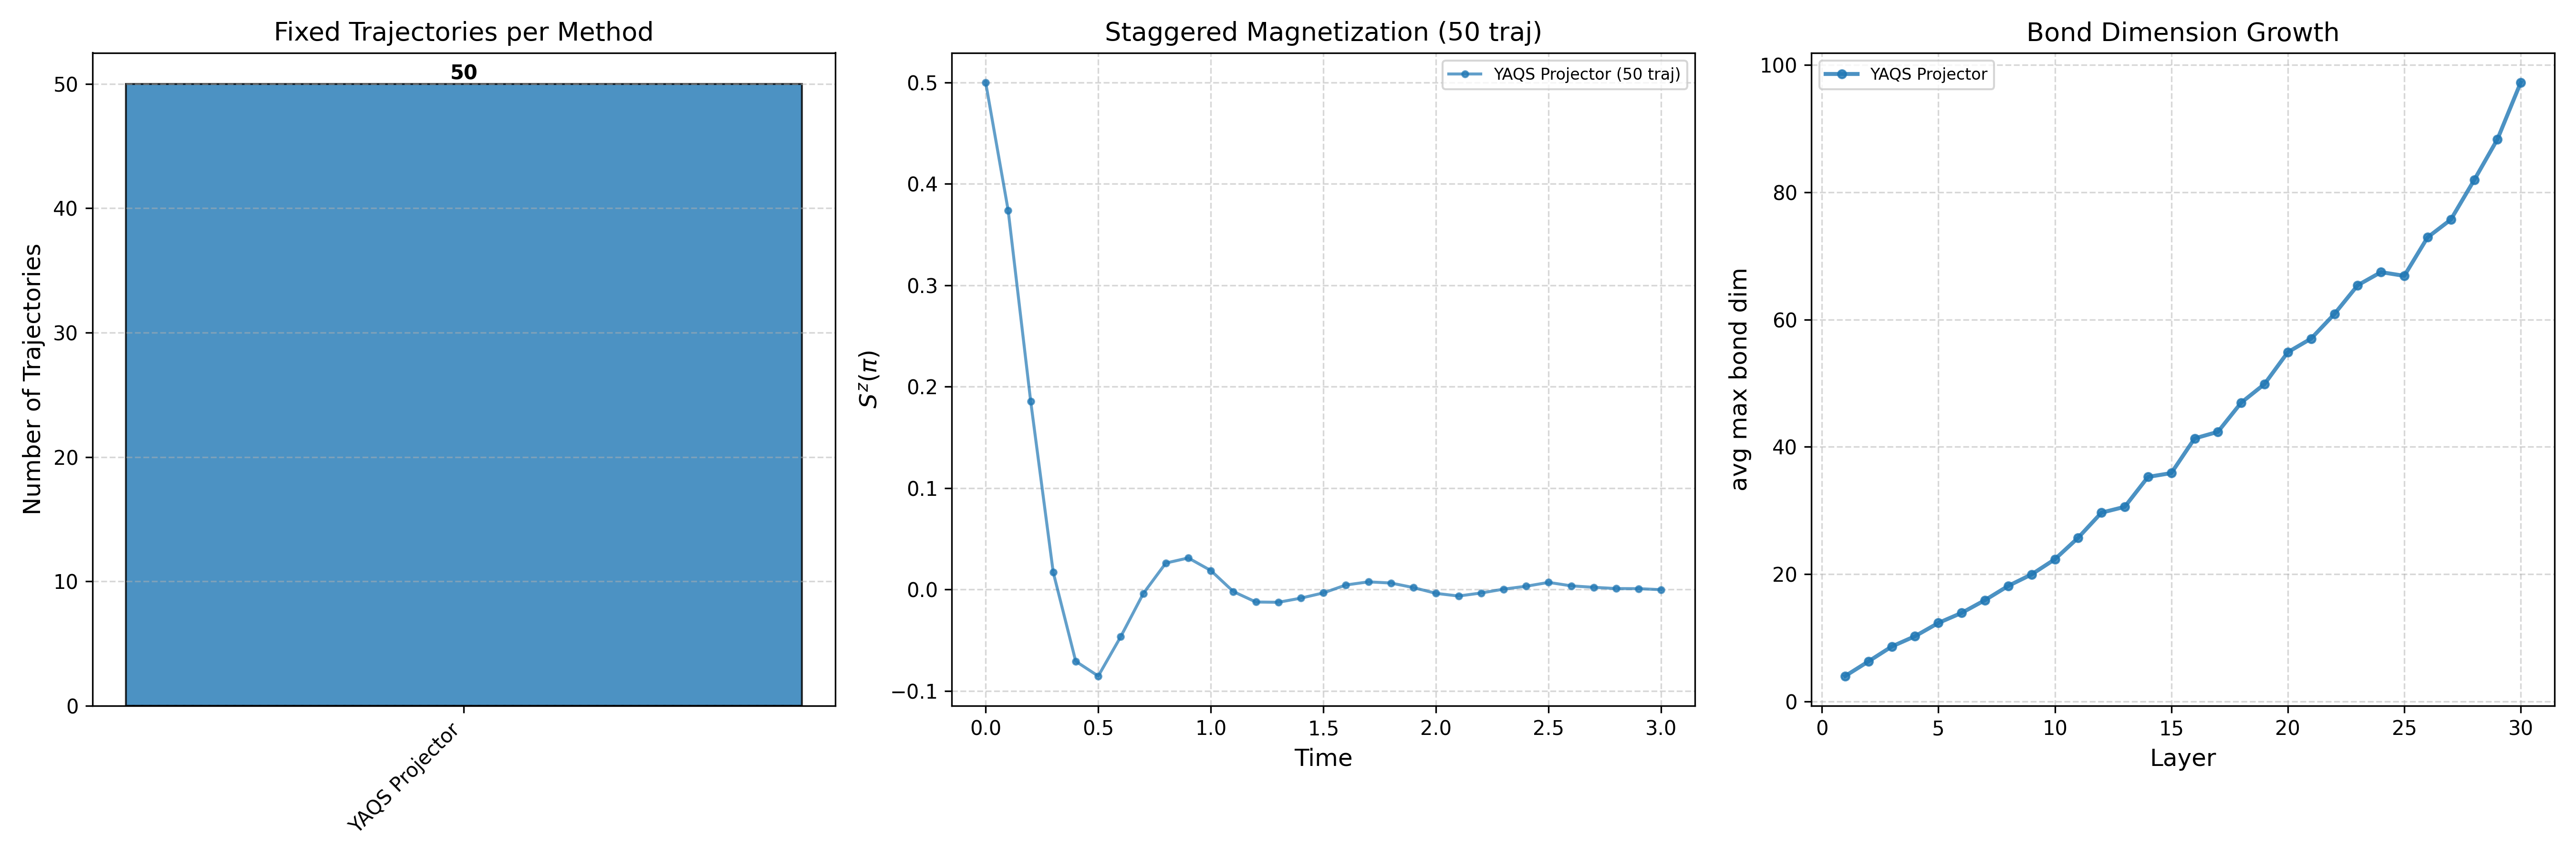 Fixed Trajectories per Method
50
50
40
30
20
10
0
Number of Trajectories
YAQS Projector
Staggered Magnetization (50 traj)
YAQS Projector (50 traj)
0.5
0.4
0.3
0.2
0.1
0.0
−0.1
S^z(π)
0.0 0.5 1.0 1.5 2.0 2.5 3.0
Time
Bond Dimension Growth
YAQS Projector
100
80
60
40
20
0
avg max bond dim
0 5 10 15 20 25 30
Layer